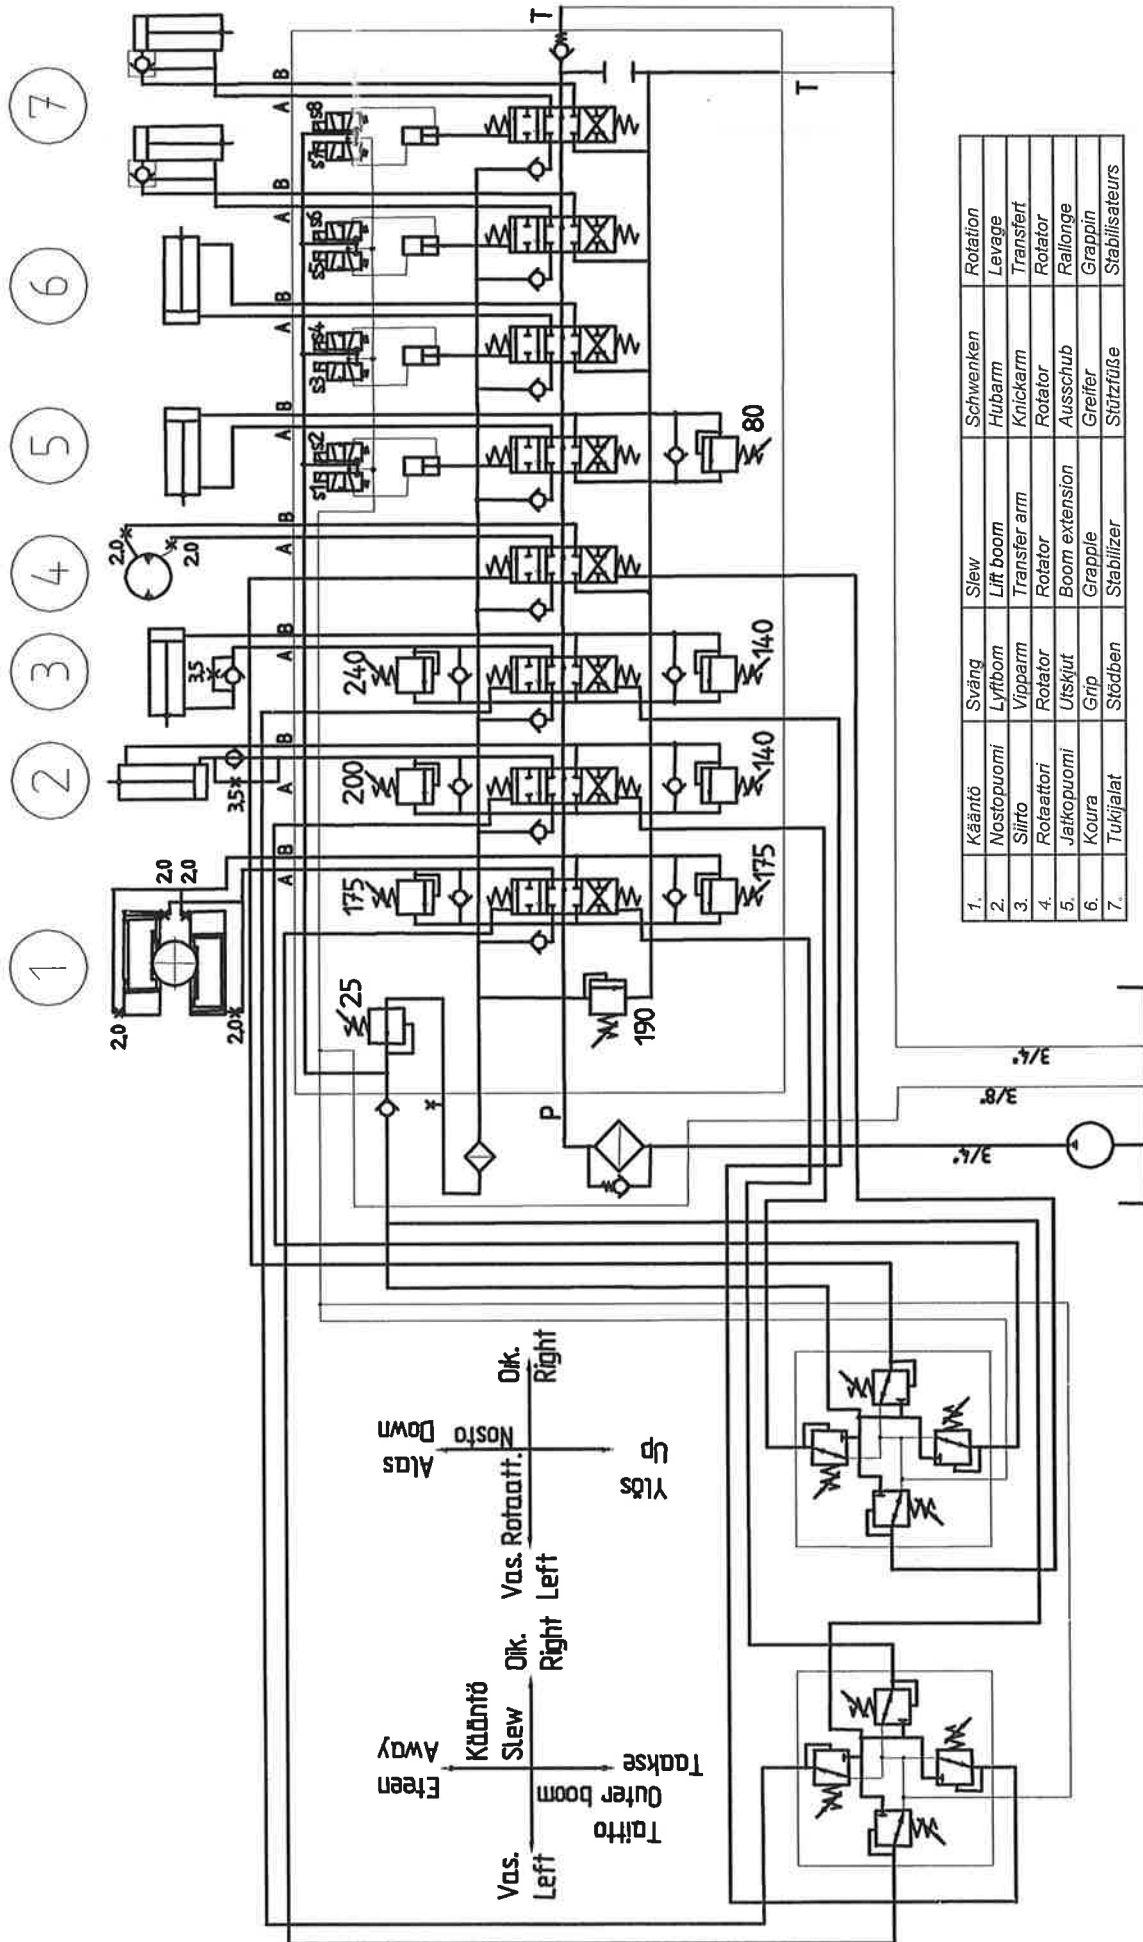 1
2
3
4
5
6
7
2.0
2.0
2.0
2.0
3.5
3.5
2.0
2.0
A B
A B
A B
A B
A B
A B
A B
A B
S1 S2
S3 S4
S5 S6
S7 S8
25
175
200
240
190
175
140
140
80
P
T
T
3/4"
3/8"
3/4"
Eteen
Away
Kääntö
Slew
Vas.
Left
Oik.
Right
Taitto
Outer boom
Taakse
Alas
Down
Nosto
Vas. Rotaatt.
Left
Oik.
Right
Ylös
Up
1. Kääntö Sväng Slew Schwenken Rotation
2. Nostopuomi Lyftbom Lift boom Hubarm Levage
3. Siirto Vipparm Transfer arm Knickarm Transfert
4. Rotaattori Rotator Rotator Rotator Rotator
5. Jatkopuomi Utskjut Boom extension Ausschub Rallonge
6. Koura Grip Grapple Greifer Grappin
7. Tukijalat Stödben Stabilizer Stützfüße Stabilisateurs